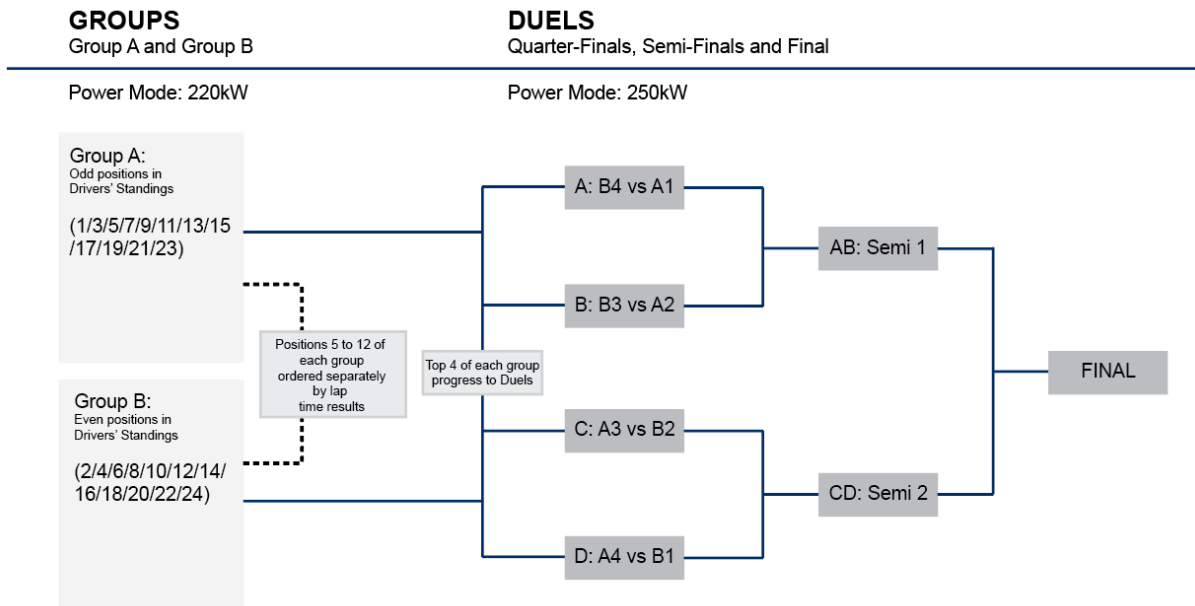 GROUPS
Group A and Group B
DUELS
Quarter-Finals, Semi-Finals and Final
Power Mode: 220kW
Power Mode: 250kW
Group A:
Odd positions in
Drivers' Standings
(1/3/5/7/9/11/13/15
/17/19/21/23)
Positions 5 to 12 of
each group
ordered separately
by lap
time results
Group B:
Even positions in
Drivers' Standings
(2/4/6/8/10/12/14/
16/18/20/22/24)
Top 4 of each group
progress to Duels
A: B4 vs A1
B: B3 vs A2
C: A3 vs B2
D: A4 vs B1
AB: Semi 1
CD: Semi 2
FINAL